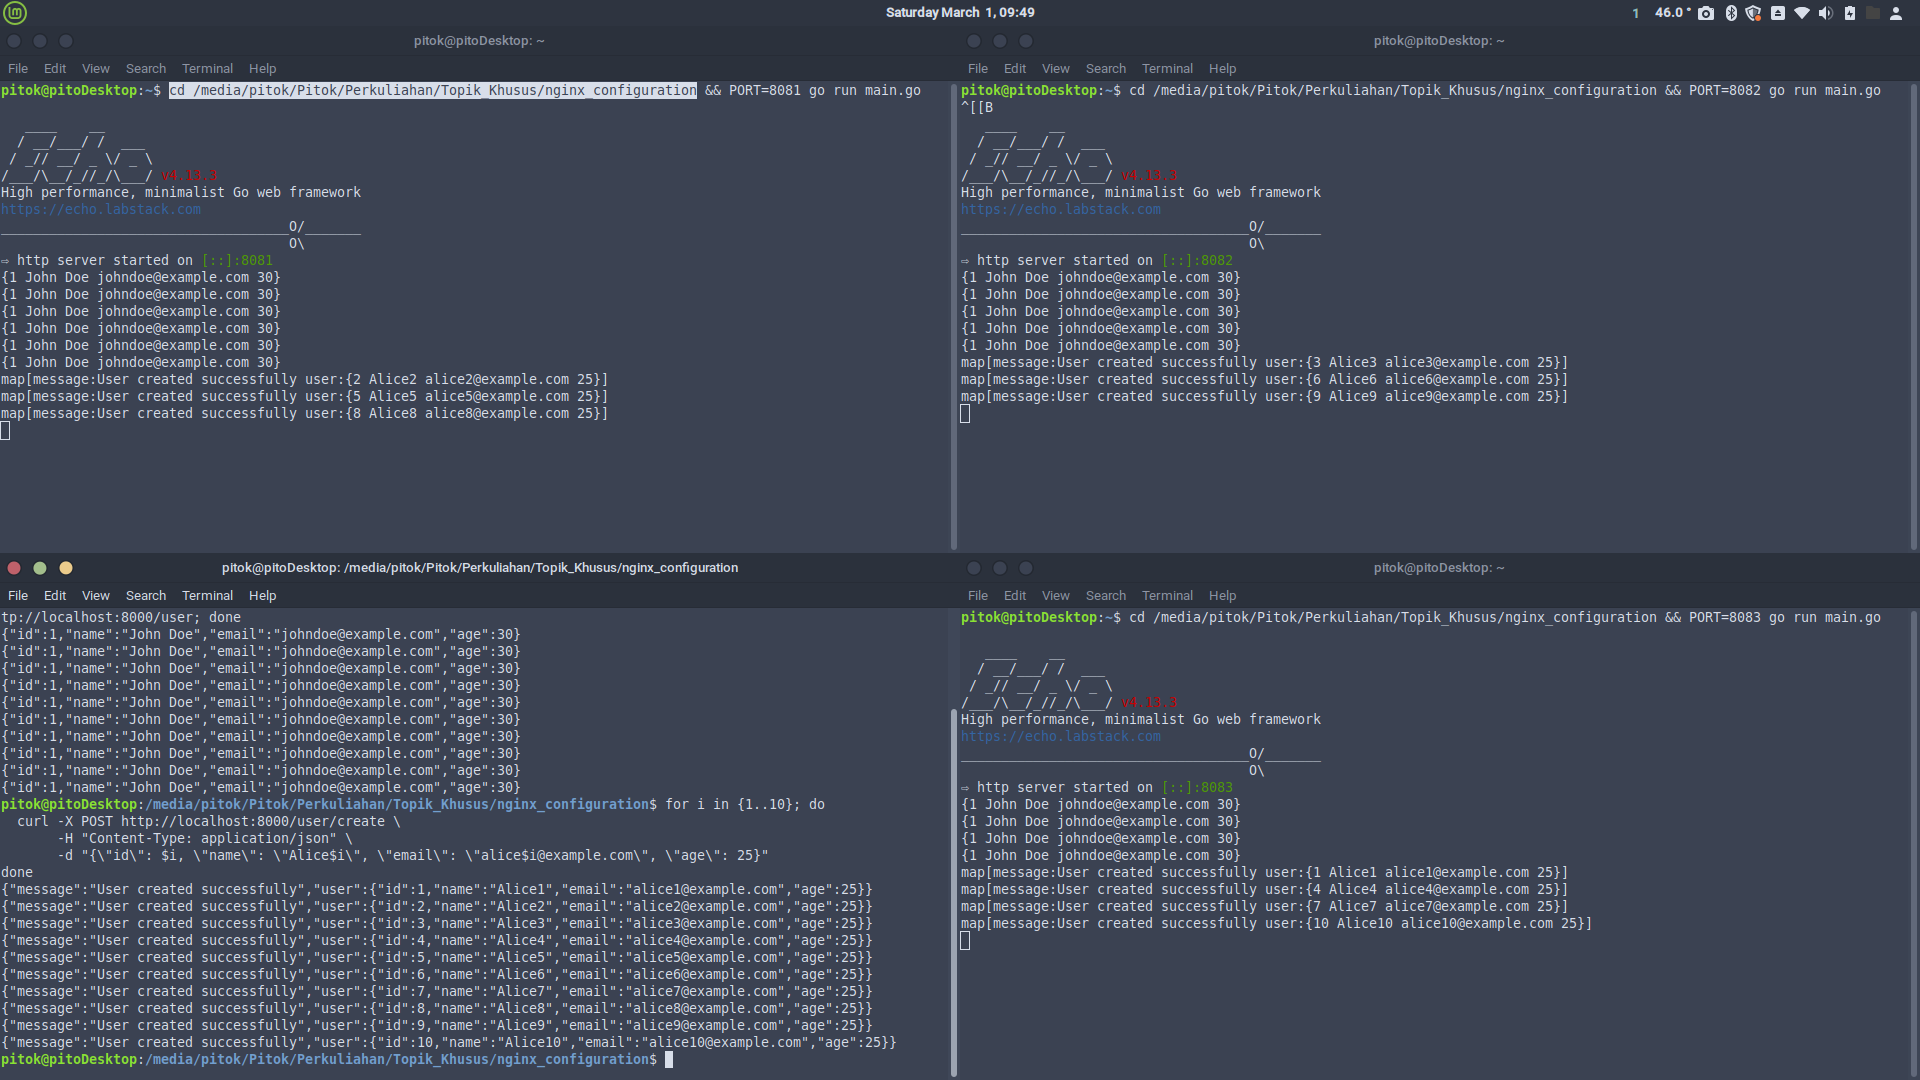 Saturday March 1, 09:49
1 46.0 °
pitok@pitoDesktop: ~
File Edit View Search Terminal Help
pitok@pitoDesktop:~$ cd /media/pitok/Pitok/Perkuliahan/Topik_Khusus/nginx_configuration && PORT=8081 go run main.go
   ____    __
  / __/___/ /  ___
 / _// __/ _ \/ _ \
/___/\__/_//_/\___/ v4.13.3
High performance, minimalist Go web framework
https://echo.labstack.com
____________________________________O/_______
                                    O\
⇨ http server started on [::]:8081
{1 John Doe johndoe@example.com 30}
{1 John Doe johndoe@example.com 30}
{1 John Doe johndoe@example.com 30}
{1 John Doe johndoe@example.com 30}
{1 John Doe johndoe@example.com 30}
{1 John Doe johndoe@example.com 30}
map[message:User created successfully user:{2 Alice2 alice2@example.com 25}]
map[message:User created successfully user:{5 Alice5 alice5@example.com 25}]
map[message:User created successfully user:{8 Alice8 alice8@example.com 25}]
pitok@pitoDesktop: ~
File Edit View Search Terminal Help
pitok@pitoDesktop:~$ cd /media/pitok/Pitok/Perkuliahan/Topik_Khusus/nginx_configuration && PORT=8082 go run main.go
^[[B
   ____    __
  / __/___/ /  ___
 / _// __/ _ \/ _ \
/___/\__/_//_/\___/ v4.13.3
High performance, minimalist Go web framework
https://echo.labstack.com
____________________________________O/_______
                                    O\
⇨ http server started on [::]:8082
{1 John Doe johndoe@example.com 30}
{1 John Doe johndoe@example.com 30}
{1 John Doe johndoe@example.com 30}
{1 John Doe johndoe@example.com 30}
{1 John Doe johndoe@example.com 30}
map[message:User created successfully user:{3 Alice3 alice3@example.com 25}]
map[message:User created successfully user:{6 Alice6 alice6@example.com 25}]
map[message:User created successfully user:{9 Alice9 alice9@example.com 25}]
pitok@pitoDesktop: /media/pitok/Pitok/Perkuliahan/Topik_Khusus/nginx_configuration
File Edit View Search Terminal Help
tp://localhost:8000/user; done
{"id":1,"name":"John Doe","email":"johndoe@example.com","age":30}
{"id":1,"name":"John Doe","email":"johndoe@example.com","age":30}
{"id":1,"name":"John Doe","email":"johndoe@example.com","age":30}
{"id":1,"name":"John Doe","email":"johndoe@example.com","age":30}
{"id":1,"name":"John Doe","email":"johndoe@example.com","age":30}
{"id":1,"name":"John Doe","email":"johndoe@example.com","age":30}
{"id":1,"name":"John Doe","email":"johndoe@example.com","age":30}
{"id":1,"name":"John Doe","email":"johndoe@example.com","age":30}
{"id":1,"name":"John Doe","email":"johndoe@example.com","age":30}
{"id":1,"name":"John Doe","email":"johndoe@example.com","age":30}
pitok@pitoDesktop:/media/pitok/Pitok/Perkuliahan/Topik_Khusus/nginx_configuration$ for i in {1..10}; do
  curl -X POST http://localhost:8000/user/create \
       -H "Content-Type: application/json" \
       -d "{\"id\": $i, \"name\": \"Alice$i\", \"email\": \"alice$i@example.com\", \"age\": 25}"
done
{"message":"User created successfully","user":{"id":1,"name":"Alice1","email":"alice1@example.com","age":25}}
{"message":"User created successfully","user":{"id":2,"name":"Alice2","email":"alice2@example.com","age":25}}
{"message":"User created successfully","user":{"id":3,"name":"Alice3","email":"alice3@example.com","age":25}}
{"message":"User created successfully","user":{"id":4,"name":"Alice4","email":"alice4@example.com","age":25}}
{"message":"User created successfully","user":{"id":5,"name":"Alice5","email":"alice5@example.com","age":25}}
{"message":"User created successfully","user":{"id":6,"name":"Alice6","email":"alice6@example.com","age":25}}
{"message":"User created successfully","user":{"id":7,"name":"Alice7","email":"alice7@example.com","age":25}}
{"message":"User created successfully","user":{"id":8,"name":"Alice8","email":"alice8@example.com","age":25}}
{"message":"User created successfully","user":{"id":9,"name":"Alice9","email":"alice9@example.com","age":25}}
{"message":"User created successfully","user":{"id":10,"name":"Alice10","email":"alice10@example.com","age":25}}
pitok@pitoDesktop:/media/pitok/Pitok/Perkuliahan/Topik_Khusus/nginx_configuration$
pitok@pitoDesktop: ~
File Edit View Search Terminal Help
pitok@pitoDesktop:~$ cd /media/pitok/Pitok/Perkuliahan/Topik_Khusus/nginx_configuration && PORT=8083 go run main.go
   ____    __
  / __/___/ /  ___
 / _// __/ _ \/ _ \
/___/\__/_//_/\___/ v4.13.3
High performance, minimalist Go web framework
https://echo.labstack.com
____________________________________O/_______
                                    O\
⇨ http server started on [::]:8083
{1 John Doe johndoe@example.com 30}
{1 John Doe johndoe@example.com 30}
{1 John Doe johndoe@example.com 30}
{1 John Doe johndoe@example.com 30}
map[message:User created successfully user:{1 Alice1 alice1@example.com 25}]
map[message:User created successfully user:{4 Alice4 alice4@example.com 25}]
map[message:User created successfully user:{7 Alice7 alice7@example.com 25}]
map[message:User created successfully user:{10 Alice10 alice10@example.com 25}]